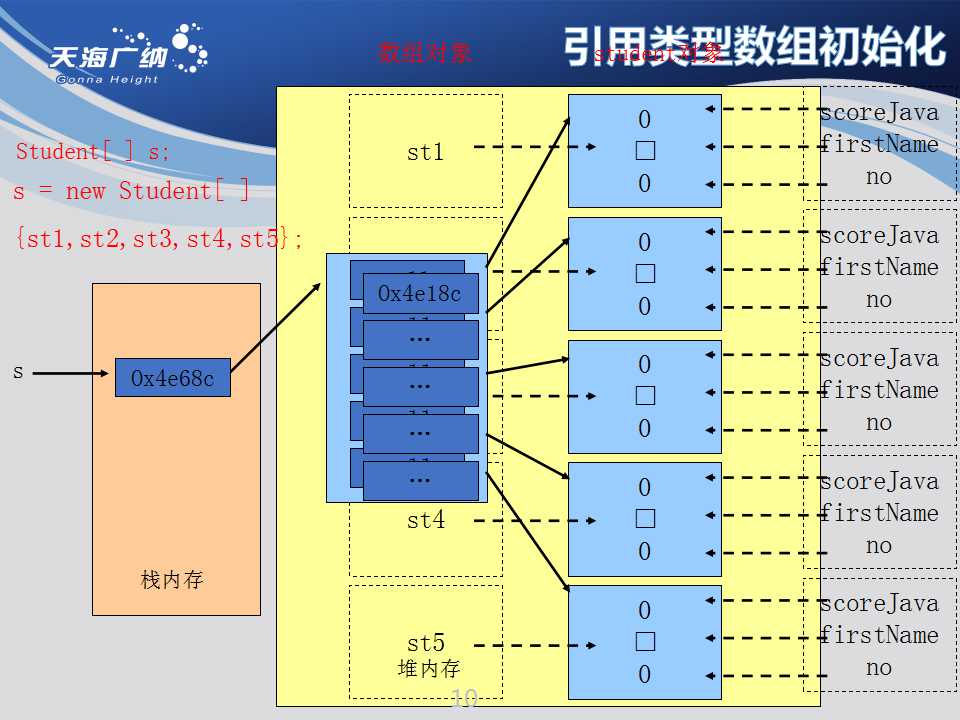 天海广纳
Gonna Height
引用类型数组初始化
数组对象
student对象
Student[ ] s;
s = new Student[ ]
{st1,st2,st3,st4,st5};
s
0x4e68c
栈内存
st1
0x4e18c
...
...
...
...
st4
st5
堆内存
0
□
0
scoreJava
firstName
no
0
□
0
scoreJava
firstName
no
0
□
0
scoreJava
firstName
no
0
□
0
scoreJava
firstName
no
0
□
0
scoreJava
firstName
no
10